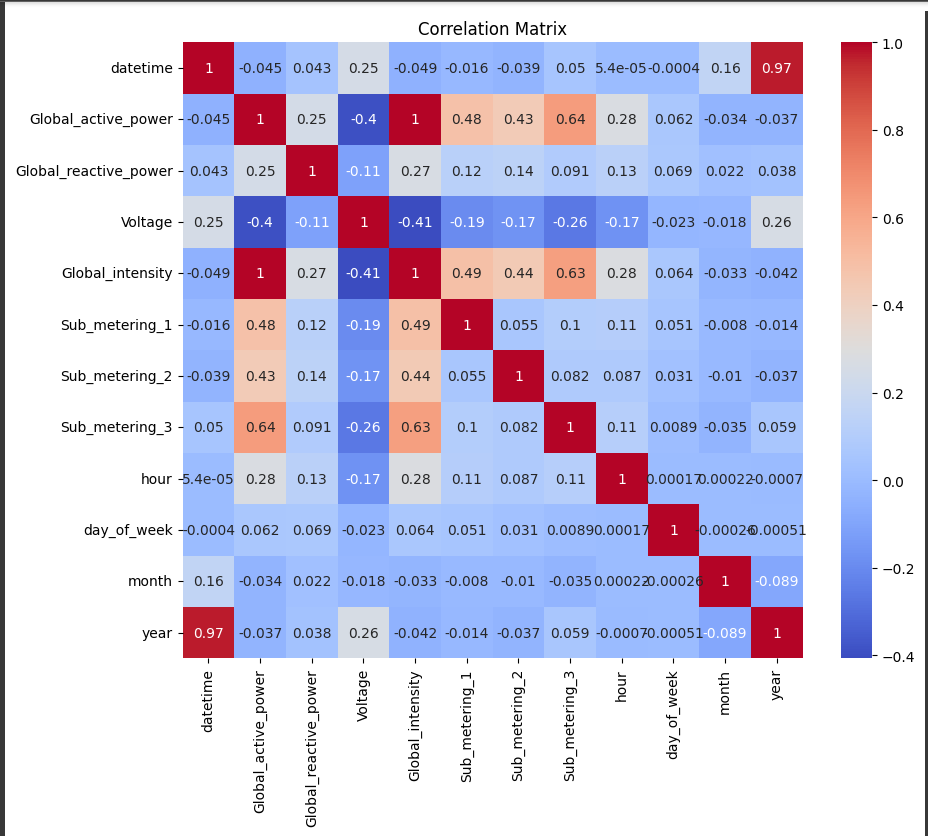 Correlation Matrix
datetime 1 -0.045 0.043 0.25 -0.049 -0.016 -0.039 0.05 5.4e-05 -0.0004 0.16 0.97
Global_active_power -0.045 1 0.25 -0.4 1 0.48 0.43 0.64 0.28 0.062 -0.034 -0.037
Global_reactive_power 0.043 0.25 1 -0.11 0.27 0.12 0.14 0.091 0.13 0.069 0.022 0.038
Voltage 0.25 -0.4 -0.11 1 -0.41 -0.19 -0.17 -0.26 -0.17 -0.023 -0.018 0.26
Global_intensity -0.049 1 0.27 -0.41 1 0.49 0.44 0.63 0.28 0.064 -0.033 -0.042
Sub_metering_1 -0.016 0.48 0.12 -0.19 0.49 1 0.055 0.1 0.11 0.051 -0.008 -0.014
Sub_metering_2 -0.039 0.43 0.14 -0.17 0.44 0.055 1 0.082 0.087 0.031 -0.01 -0.037
Sub_metering_3 0.05 0.64 0.091 -0.26 0.63 0.1 0.082 1 0.11 0.0089 -0.035 0.059
hour 5.4e-05 0.28 0.13 -0.17 0.28 0.11 0.087 0.11 1 0.00017 0.00022 -0.0007
day_of_week -0.0004 0.062 0.069 -0.023 0.064 0.051 0.031 0.0089 0.00017 1 -0.00026 -0.00051
month 0.16 -0.034 0.022 -0.018 -0.033 -0.008 -0.01 -0.035 0.00022 -0.00026 1 -0.089
year 0.97 -0.037 0.038 0.26 -0.042 -0.014 -0.037 0.059 -0.0007 -0.00051 -0.089 1
datetime
Global_active_power
Global_reactive_power
Voltage
Global_intensity
Sub_metering_1
Sub_metering_2
Sub_metering_3
hour
day_of_week
month
year
1.0
0.8
0.6
0.4
0.2
0.0
−0.2
−0.4